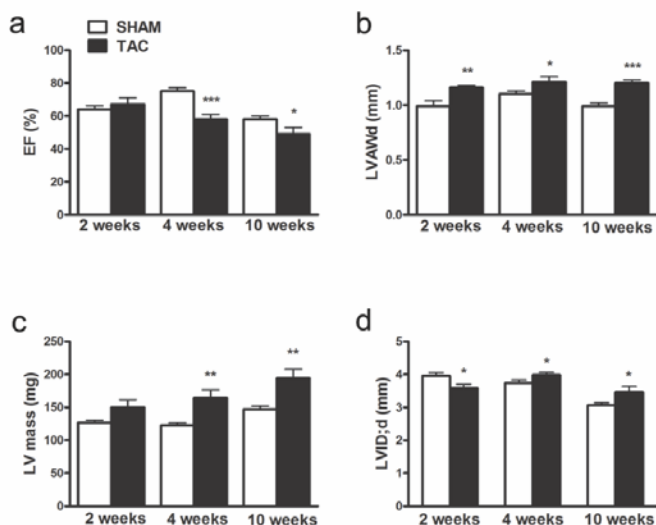 a
SHAM
TAC
EF (%)
100
80
60
40
20
0
***
*
2 weeks 4 weeks 10 weeks
b
LVAWd (mm)
1.5
1.0
0.5
0.0
**
*
***
2 weeks 4 weeks 10 weeks
c
LV mass (mg)
250
200
150
100
50
0
**
**
2 weeks 4 weeks 10 weeks
d
LVID;d (mm)
5
4
3
2
1
0
*
*
*
2 weeks 4 weeks 10 weeks